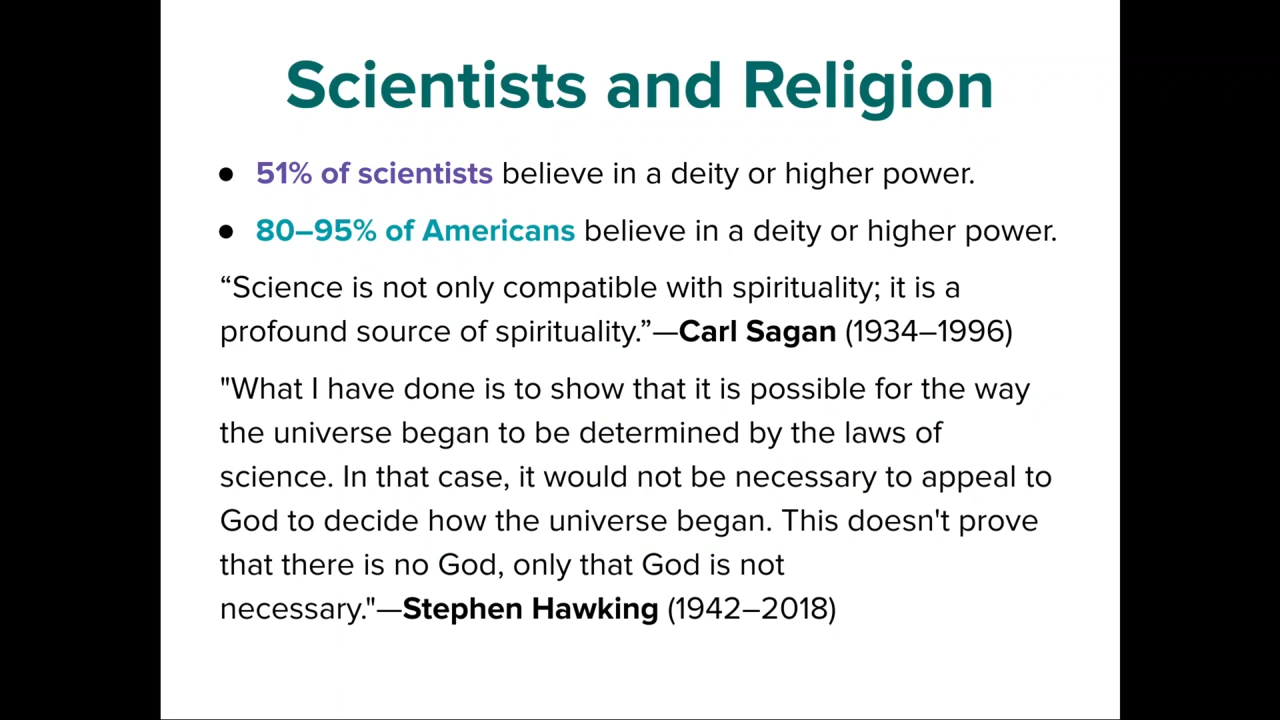 Scientists and Religion
● 51% of scientists believe in a deity or higher power.
● 80–95% of Americans believe in a deity or higher power.
“Science is not only compatible with spirituality; it is a
profound source of spirituality.”—Carl Sagan (1934–1996)
"What I have done is to show that it is possible for the way
the universe began to be determined by the laws of
science. In that case, it would not be necessary to appeal to
God to decide how the universe began. This doesn't prove
that there is no God, only that God is not
necessary."—Stephen Hawking (1942–2018)